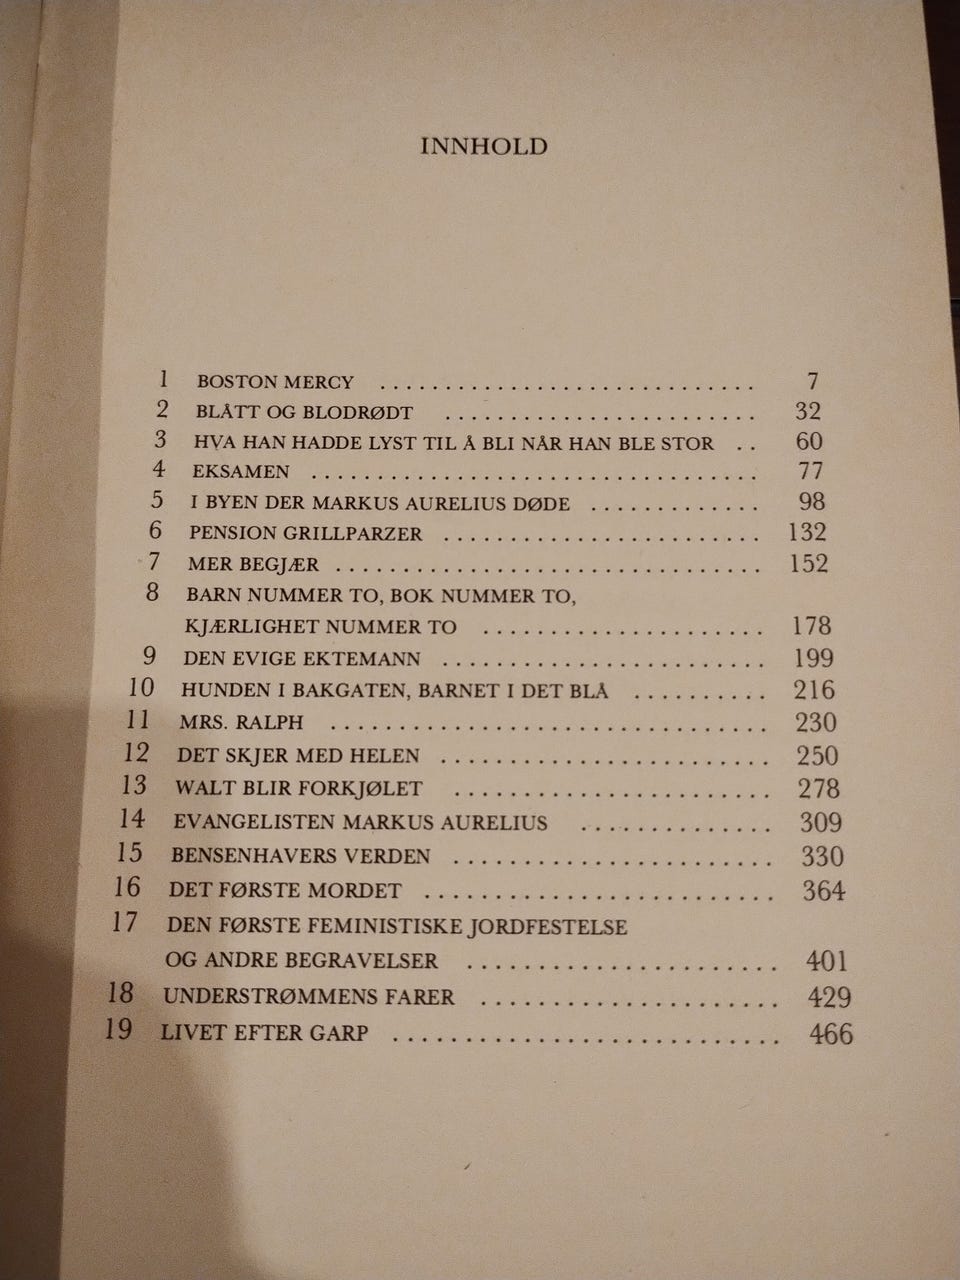 INNHOLD
1 BOSTON MERCY . . . . . . . . . . . . . . . . . . . . . . . . . . . . . 7
2 BLÅTT OG BLODRØDT . . . . . . . . . . . . . . . . . . . . . . . . 32
3 HVA HAN HADDE LYST TIL Å BLI NÅR HAN BLE STOR . . 60
4 EKSAMEN . . . . . . . . . . . . . . . . . . . . . . . . . . . . . . . . . . 77
5 I BYEN DER MARKUS AURELIUS DØDE . . . . . . . . . . . . . 98
6 PENSION GRILLPARZER . . . . . . . . . . . . . . . . . . . . . . . . 132
7 MER BEGJÆR . . . . . . . . . . . . . . . . . . . . . . . . . . . . . . . . 152
8 BARN NUMMER TO, BOK NUMMER TO,
KJÆRLIGHET NUMMER TO . . . . . . . . . . . . . . . . . . . . . 178
9 DEN EVIGE EKTEMANN . . . . . . . . . . . . . . . . . . . . . . . . 199
10 HUNDEN I BAKGATEN, BARNET I DET BLÅ . . . . . . . . . . 216
11 MRS. RALPH . . . . . . . . . . . . . . . . . . . . . . . . . . . . . . . . 230
12 DET SKJER MED HELEN . . . . . . . . . . . . . . . . . . . . . . . . 250
13 WALT BLIR FORKJØLET . . . . . . . . . . . . . . . . . . . . . . . 278
14 EVANGELISTEN MARKUS AURELIUS . . . . . . . . . . . . . 309
15 BENSENHAVERS VERDEN . . . . . . . . . . . . . . . . . . . . . . . 330
16 DET FØRSTE MORDET . . . . . . . . . . . . . . . . . . . . . . . . . 364
17 DEN FØRSTE FEMINISTISKE JORDFESTELSE
OG ANDRE BEGRAVELSER . . . . . . . . . . . . . . . . . . . . . . 401
18 UNDERSTRØMMENS FARER . . . . . . . . . . . . . . . . . . . . . 429
19 LIVET EFTER GARP . . . . . . . . . . . . . . . . . . . . . . . . . . . 466